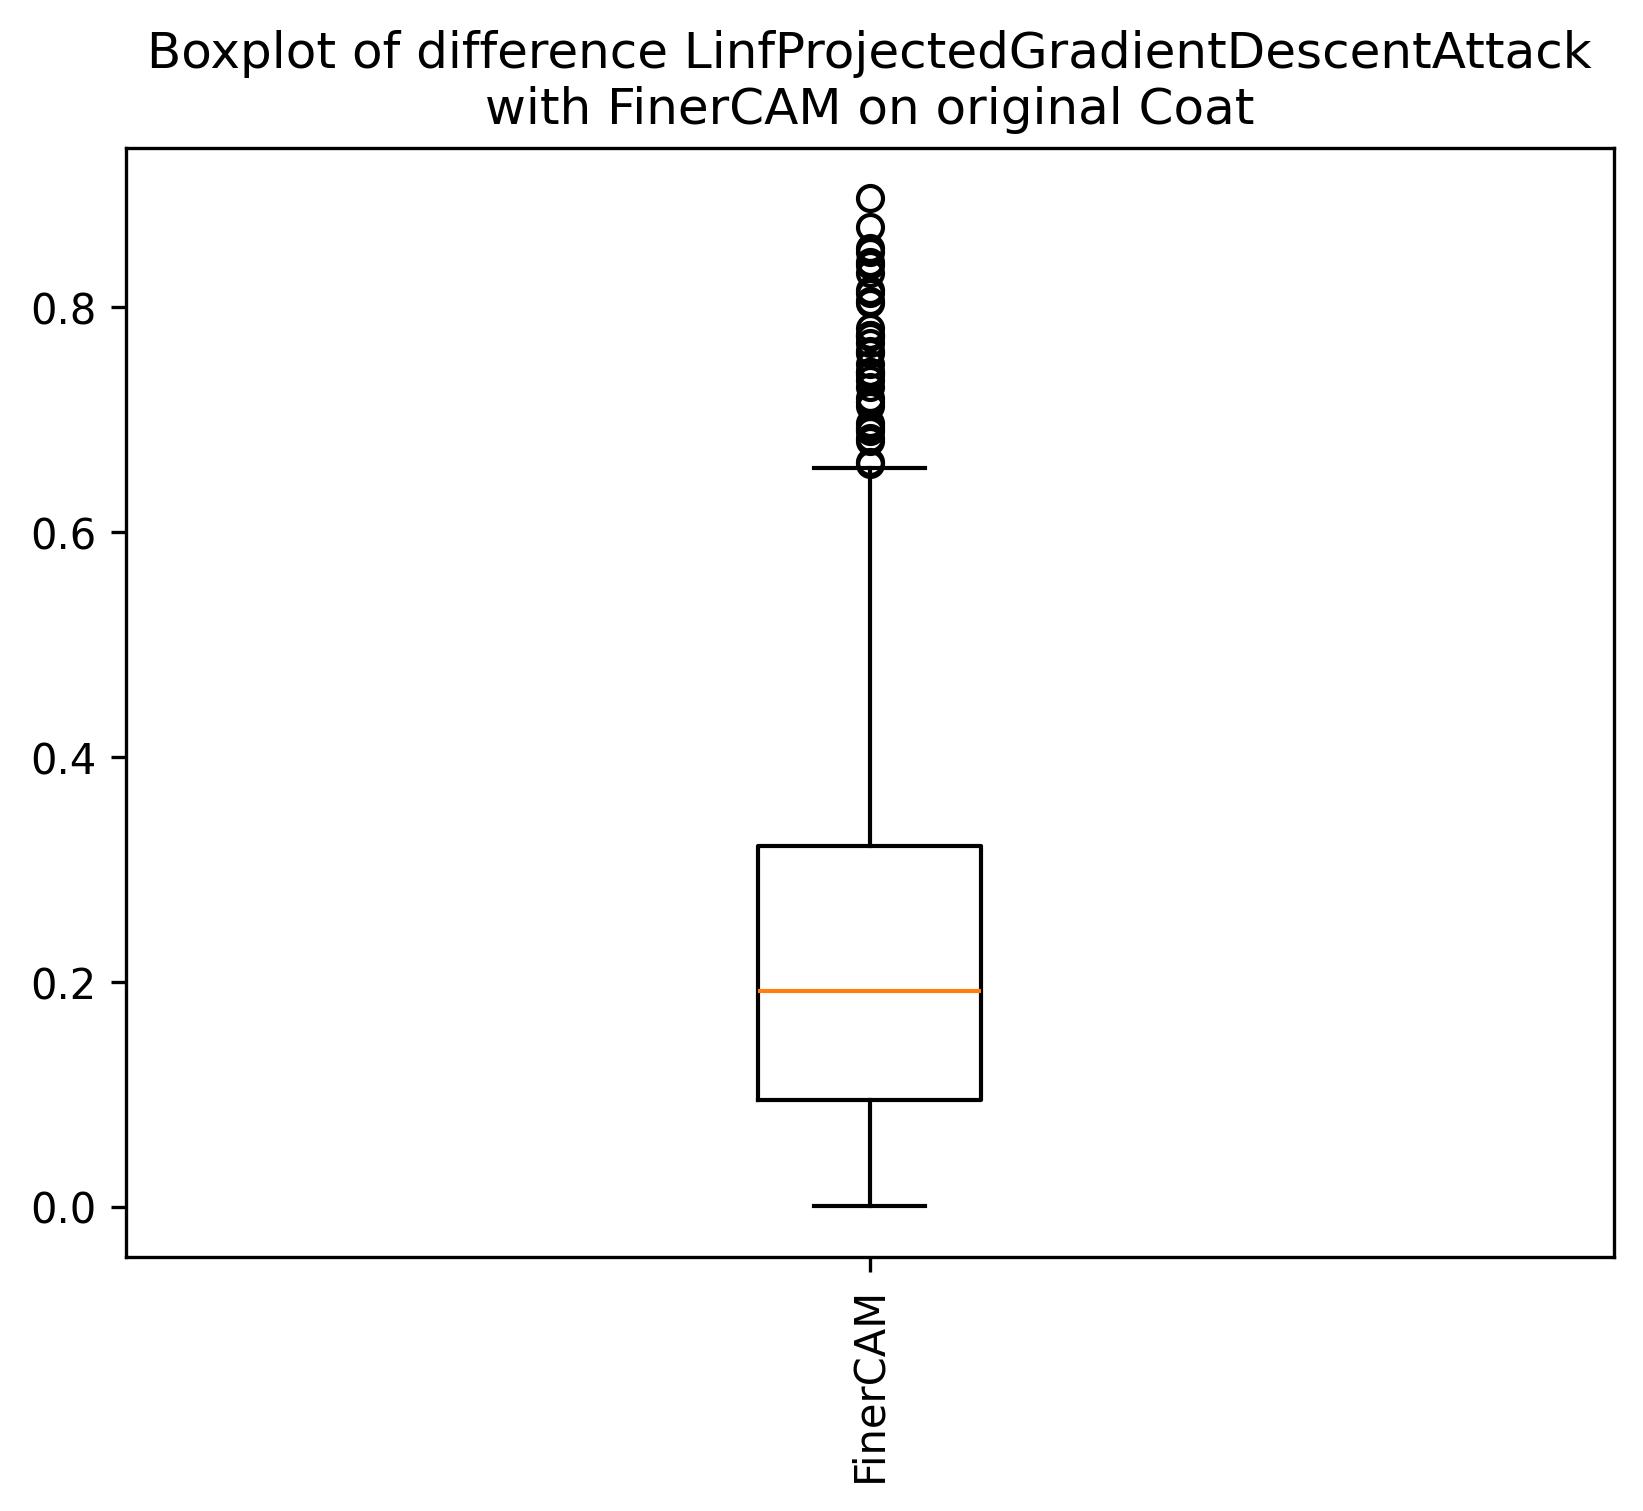 Boxplot of difference LinfProjectedGradientDescentAttack
with FinerCAM on original Coat
0.8
0.6
0.4
0.2
0.0
FinerCAM